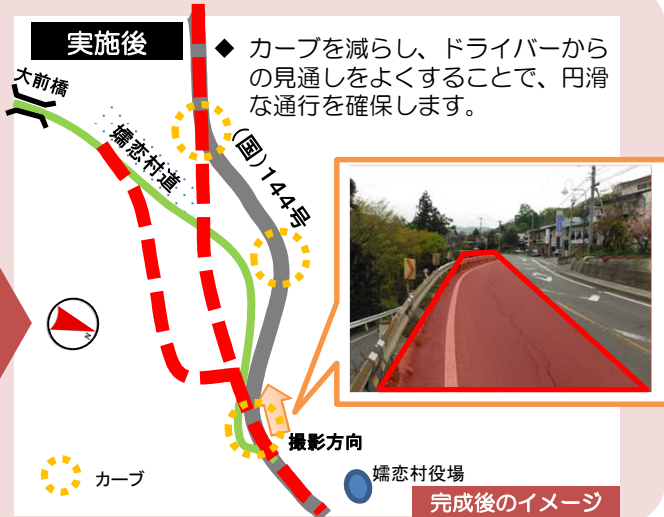 実施後
◆ カーブを減らし、ドライバーから
の見通しをよくすることで、円滑
な通行を確保します。
大前橋
嬬恋村道
(国)144号
N
撮影方向
カーブ
嬬恋村役場
完成後のイメージ